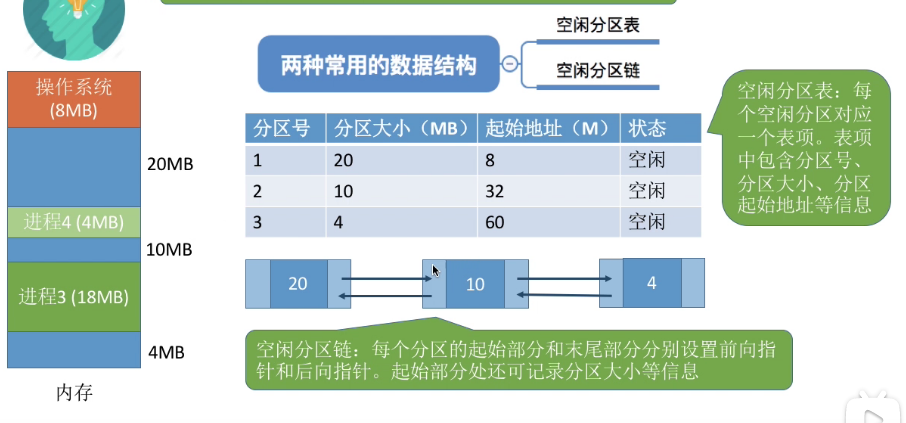 空闲分区表
两种常用的数据结构
空闲分区链
操作系统
(8MB)
20MB
进程4 (4MB)
10MB
进程3 (18MB)
4MB
内存
分区号 分区大小（MB） 起始地址（M） 状态
1 20 8 空闲
2 10 32 空闲
3 4 60 空闲
空闲分区表：每
个空闲分区对应
一个表项。表项
中包含分区号、
分区大小、分区
起始地址等信息
20 10 4
空闲分区链：每个分区的起始部分和末尾部分分别设置前向指
针和后向指针。起始部分处还可记录分区大小等信息